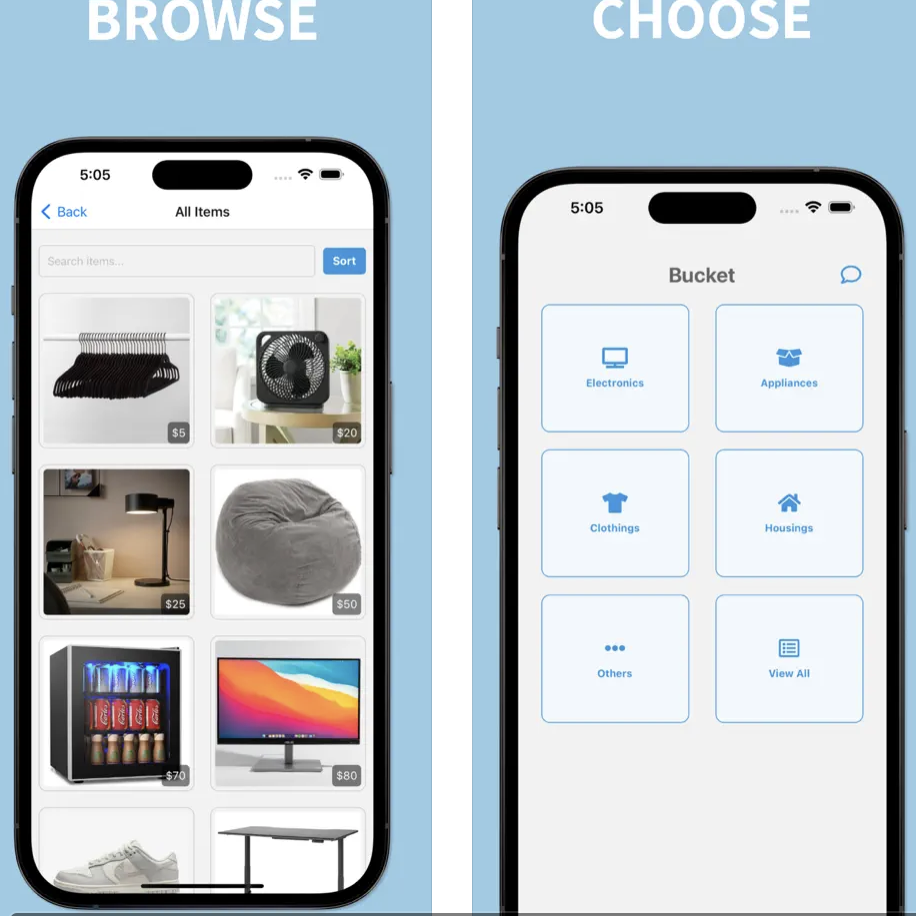 BROWSE
5:05
Back
All Items
Search items...
Sort
$5
$20
$25
$50
$70
$80
CHOOSE
5:05
Bucket
Electronics
Appliances
Clothings
Housings
Others
View All